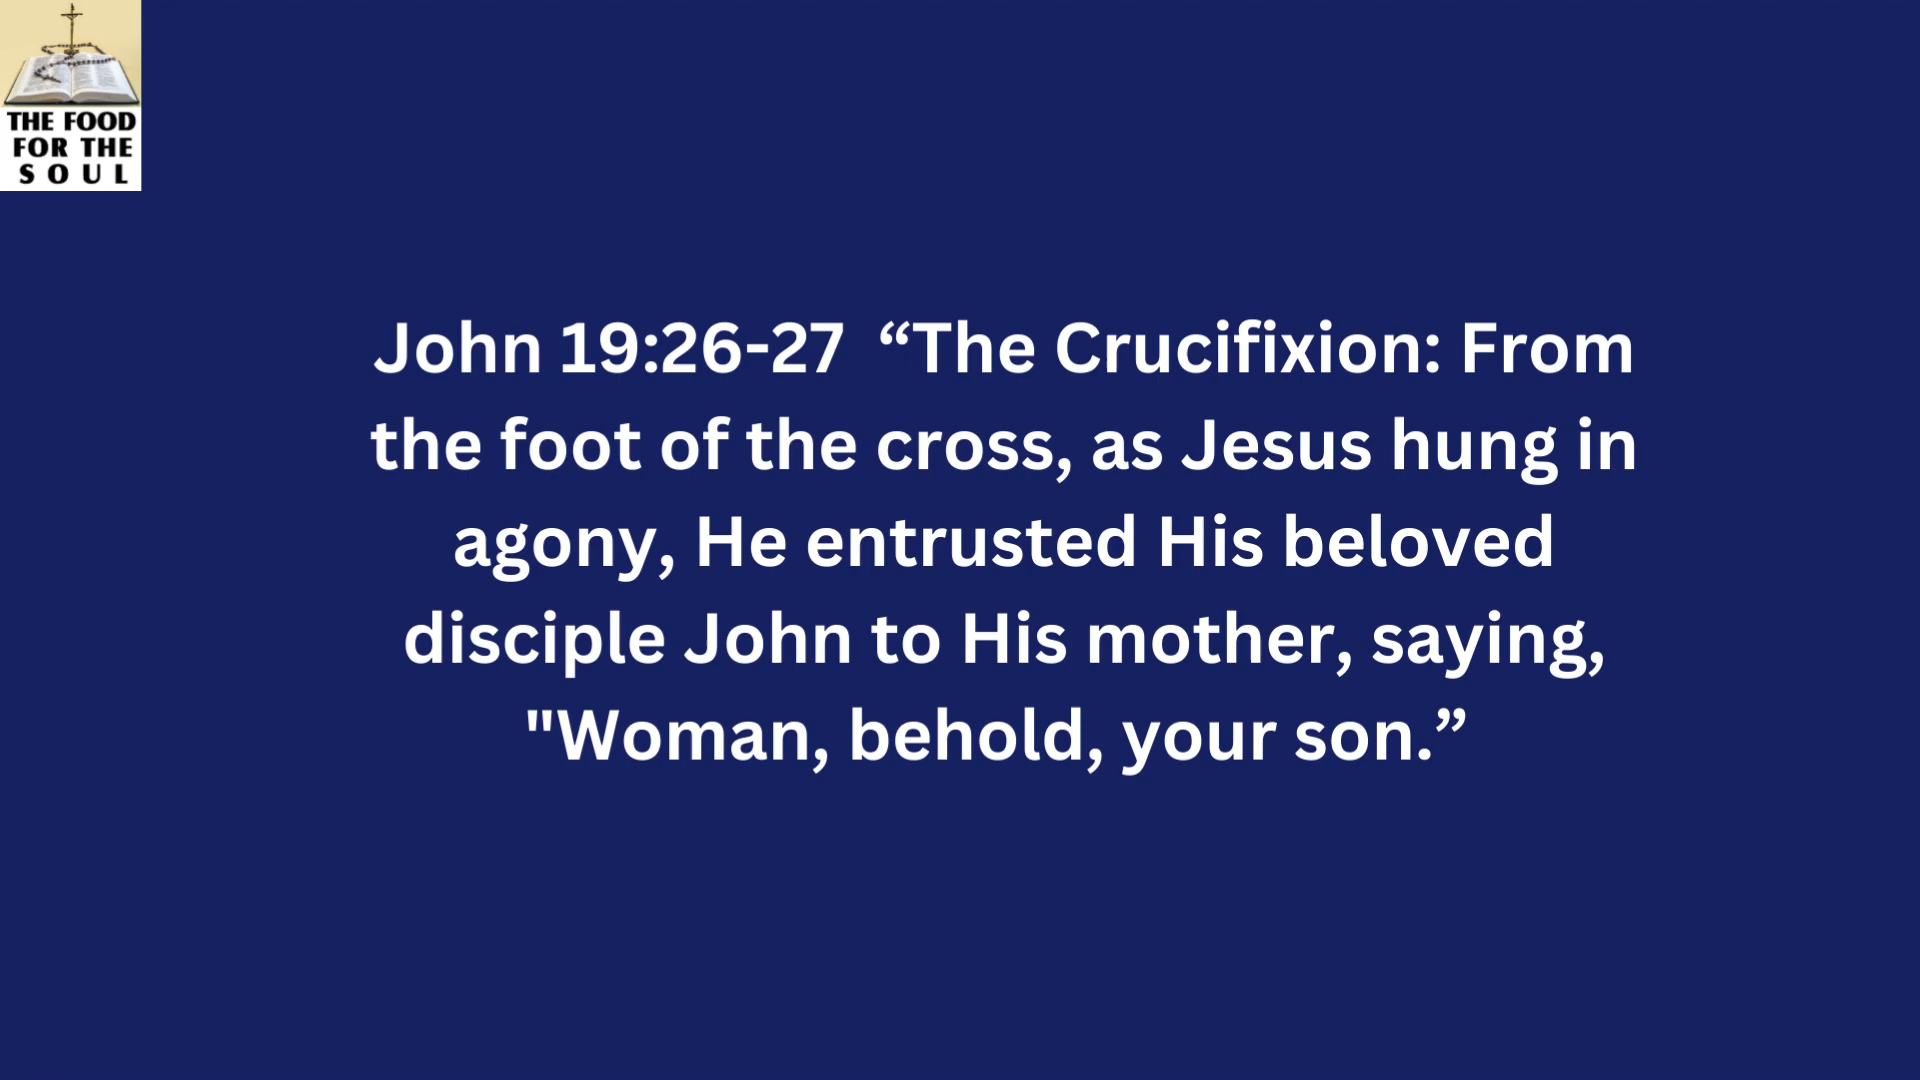 THE FOOD
FOR THE
SOUL
John 19:26-27  “The Crucifixion: From
the foot of the cross, as Jesus hung in
agony, He entrusted His beloved
disciple John to His mother, saying,
"Woman, behold, your son.”